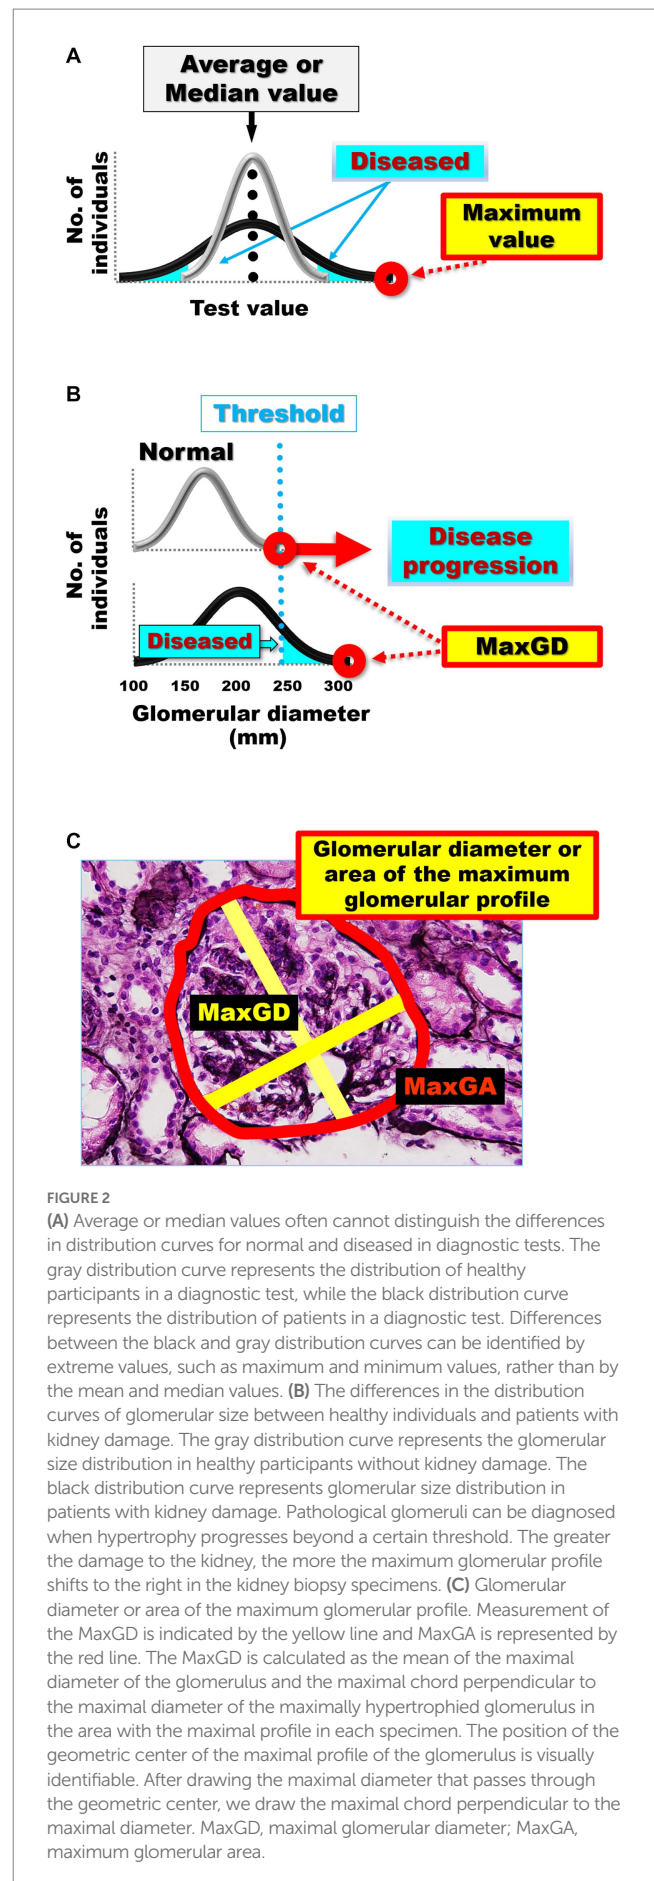 A
Average or
Median value
Diseased
No. of
individuals
Maximum
value
Test value
B
Threshold
Normal
No. of
individuals
Disease
progression
Diseased
MaxGD
100 150 200 250 300
Glomerular diameter
(mm)
C
Glomerular diameter or
area of the maximum
glomerular profile
MaxGD
MaxGA
FIGURE 2
(A) Average or median values often cannot distinguish the differences
in distribution curves for normal and diseased in diagnostic tests. The
gray distribution curve represents the distribution of healthy
participants in a diagnostic test, while the black distribution curve
represents the distribution of patients in a diagnostic test. Differences
between the black and gray distribution curves can be identified by
extreme values, such as maximum and minimum values, rather than by
the mean and median values. (B) The differences in the distribution
curves of glomerular size between healthy individuals and patients with
kidney damage. The gray distribution curve represents the glomerular
size distribution in healthy participants without kidney damage. The
black distribution curve represents glomerular size distribution in
patients with kidney damage. Pathological glomeruli can be diagnosed
when hypertrophy progresses beyond a certain threshold. The greater
the damage to the kidney, the more the maximum glomerular profile
shifts to the right in the kidney biopsy specimens. (C) Glomerular
diameter or area of the maximum glomerular profile. Measurement of
the MaxGD is indicated by the yellow line and MaxGA is represented by
the red line. The MaxGD is calculated as the mean of the maximal
diameter of the glomerulus and the maximal chord perpendicular to
the maximal diameter of the maximally hypertrophied glomerulus in
the area with the maximal profile in each specimen. The position of the
geometric center of the maximal profile of the glomerulus is visually
identifiable. After drawing the maximal diameter that passes through
the geometric center, we draw the maximal chord perpendicular to the
maximal diameter. MaxGD, maximal glomerular diameter; MaxGA,
maximum glomerular area.